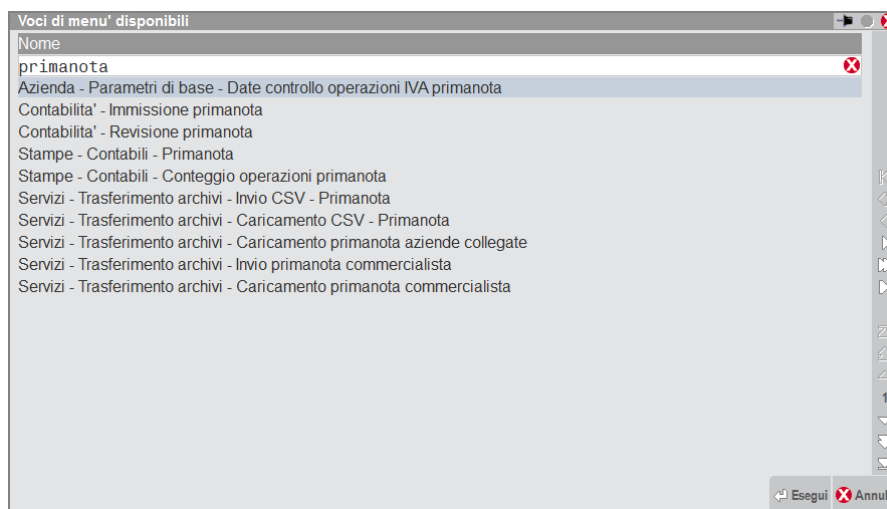 Voci di menu' disponibili
Nome
primanota
Azienda - Parametri di base - Date controllo operazioni IVA primanota
Contabilita' - Immissione primanota
Contabilita' - Revisione primanota
Stampe - Contabili - Primanota
Stampe - Contabili - Conteggio operazioni primanota
Servizi - Trasferimento archivi - Invio CSV - Primanota
Servizi - Trasferimento archivi - Caricamento CSV - Primanota
Servizi - Trasferimento archivi - Caricamento primanota aziende collegate
Servizi - Trasferimento archivi - Invio primanota commercialista
Servizi - Trasferimento archivi - Caricamento primanota commercialista
1
Esegui Annul